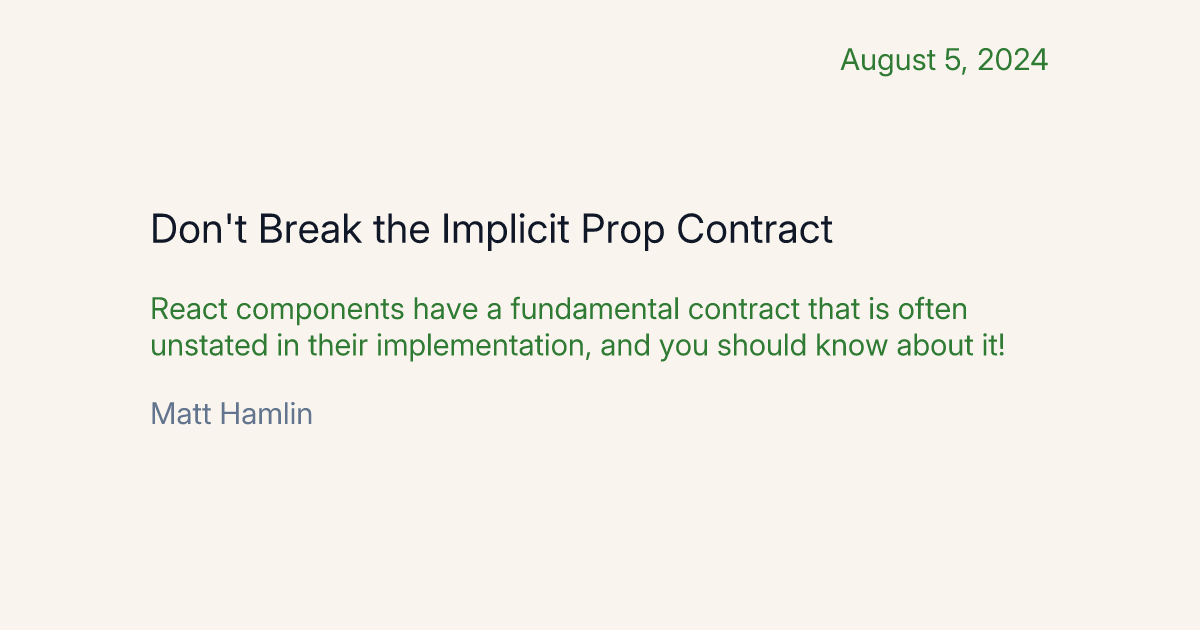 August 5, 2024
Don't Break the Implicit Prop Contract
React components have a fundamental contract that is often
unstated in their implementation, and you should know about it!
Matt Hamlin